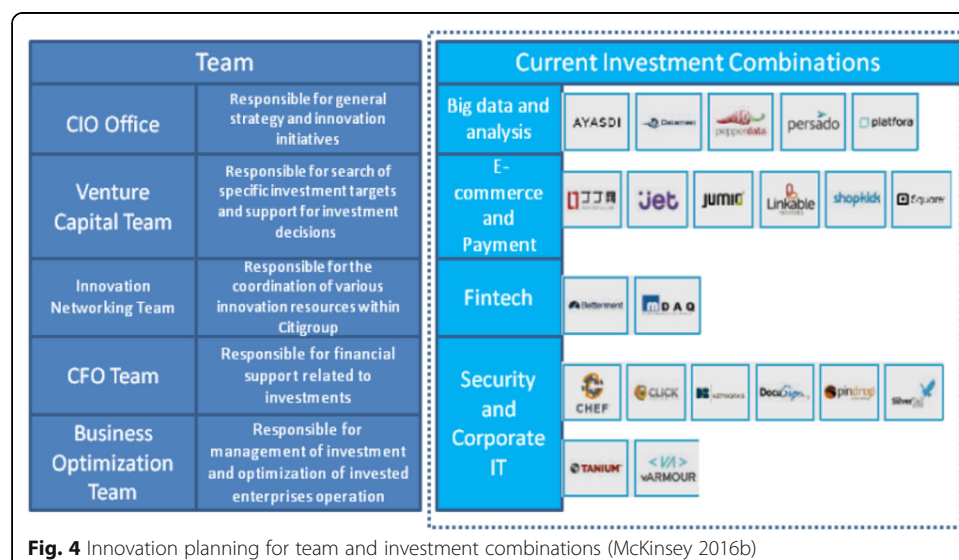 Team
CIO Office
Responsible for general
strategy and innovation
initiatives
Venture
Capital Team
Responsible for search of
specific investment targets
and support for investment
decisions
Innovation
Networking Team
Responsible for the
coordination of various
innovation resources within
Citigroup
CFO Team
Responsible for financial
support related to
investments
Business
Optimization
Team
Responsible for
management of investment
and optimization of invested
enterprises operation
Current Investment Combinations
Big data and
analysis
AYASDI
Datameer
pepperdata
persado
platfora
E-
commerce
and
Payment
Jet
JUMIO
Linkable
shopkick
Square
Fintech
Betterment
mDAQ
Security
and
Corporate
IT
CHEF
CLICK
NETWORKS
DocuSign
pindrop
Silver
TANIUM
<VA>
vARMOUR
Fig. 4 Innovation planning for team and investment combinations (McKinsey 2016b)